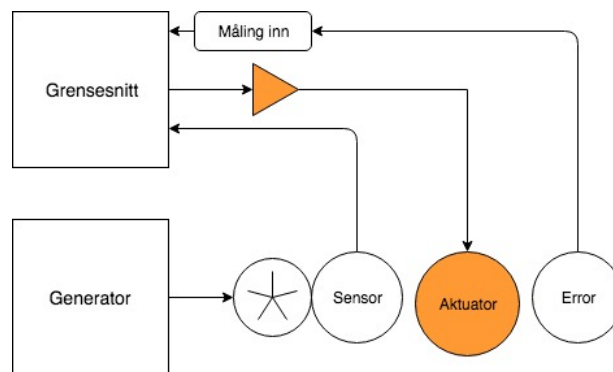 Måling inn
Grensesnitt
Generator
Sensor
Aktuator
Error